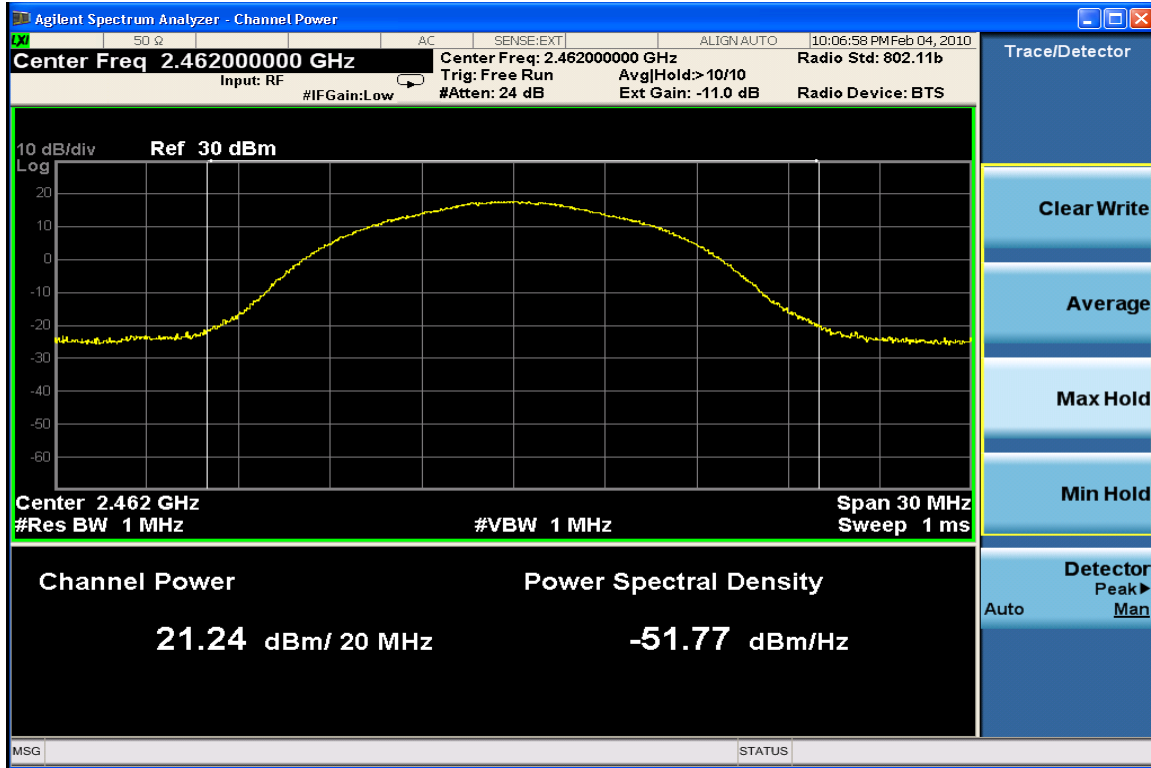 Agilent Spectrum Analyzer - Channel Power
LXI 50 Ω AC SENSE:EXT ALIGN AUTO 10:06:58 PM Feb 04, 2010
Center Freq 2.462000000 GHz Center Freq: 2.462000000 GHz Radio Std: 802.11b
Input: RF Trig: Free Run Avg|Hold:>10/10
#IFGain:Low #Atten: 24 dB Ext Gain: -11.0 dB Radio Device: BTS
10 dB/div Ref 30 dBm
Log
20
10
0
-10
-20
-30
-40
-50
-60
Center 2.462 GHz Span 30 MHz
#Res BW 1 MHz #VBW 1 MHz Sweep 1 ms
Channel Power Power Spectral Density
21.24 dBm/ 20 MHz -51.77 dBm/Hz
MSG STATUS
Trace/Detector
Clear Write
Average
Max Hold
Min Hold
Detector
Peak▶
Auto Man